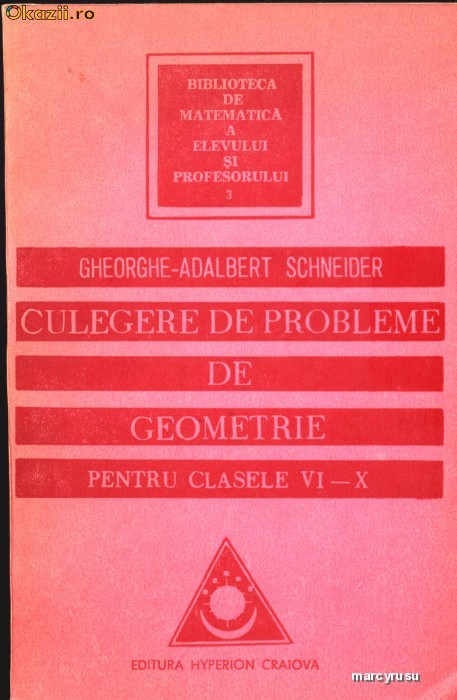 Okazii.ro
BIBLIOTECA
DE
MATEMATICĂ
A
ELEVULUI
ȘI
PROFESORULUI
3
GHEORGHE-ADALBERT SCHNEIDER
CULEGERE DE PROBLEME
DE
GEOMETRIE
PENTRU CLASELE VI — X
EDITURA HYPERION CRAIOVA
marcyrusu